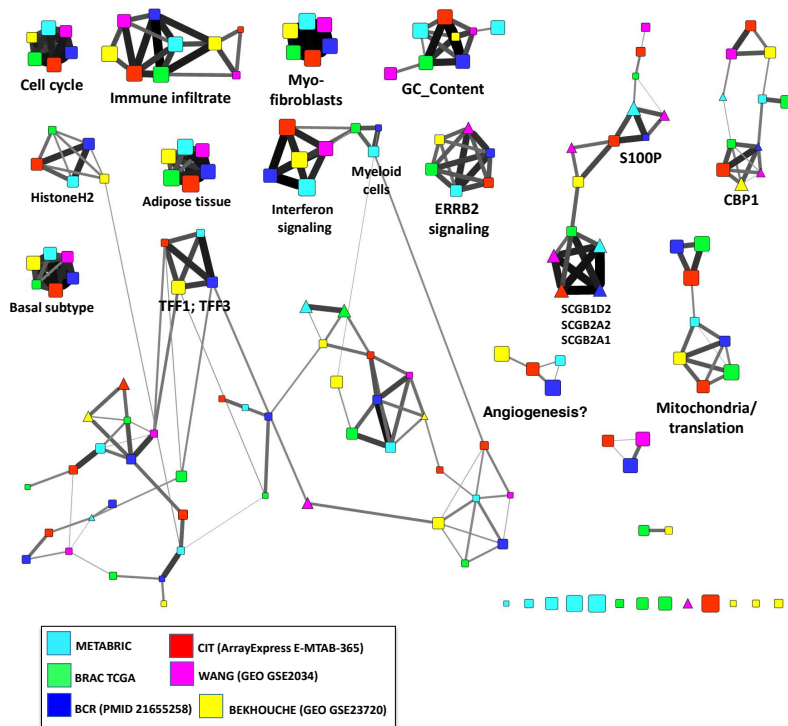 Cell cycle
Immune infiltrate
Myo-
fibroblasts
GC_Content
S100P
CBP1
HistoneH2
Adipose tissue
Interferon
signaling
Myeloid
cells
ERRB2
signaling
Basal subtype
TFF1; TFF3
SCGB1D2
SCGB2A2
SCGB2A1
Angiogenesis?
Mitochondria/
translation
METABRIC
CIT (ArrayExpress E-MTAB-365)
BRAC TCGA
WANG (GEO GSE2034)
BCR (PMID 21655258)
BEKHOUCHE (GEO GSE23720)